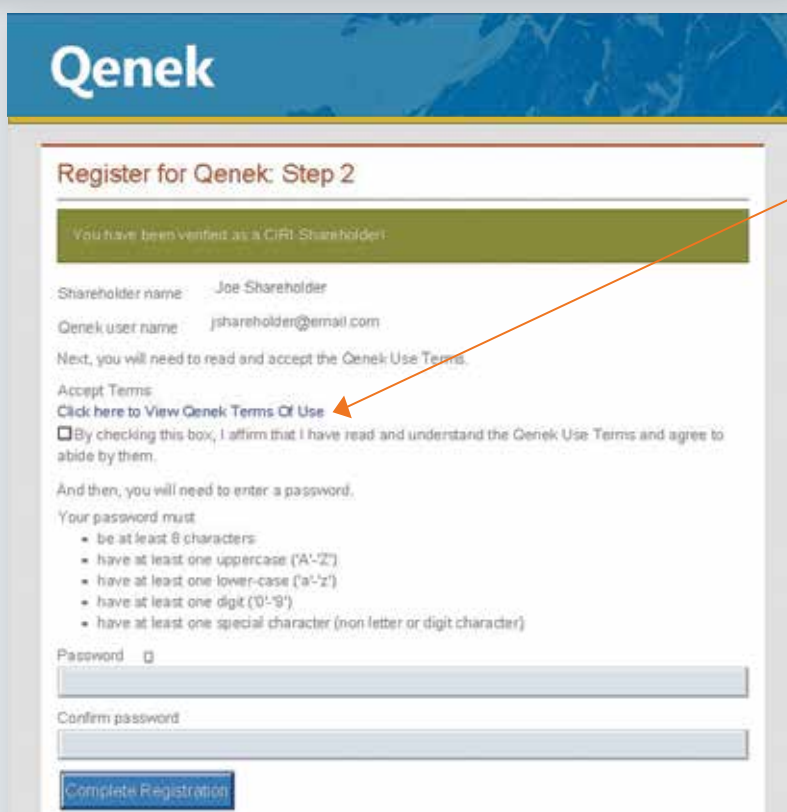 Qenek
Register for Qenek: Step 2
You have been verified as a CIRI Shareholder!
Shareholder name Joe Shareholder
Qenek user name jshareholder@email.com
Next, you will need to read and accept the Qenek Use Terms.
Accept Terms
Click here to View Qenek Terms Of Use
By checking this box, I affirm that I have read and understand the Qenek Use Terms and agree to
abide by them.
And then, you will need to enter a password.
Your password must
• be at least 8 characters
• have at least one uppercase ('A'-'Z')
• have at least one lower-case ('a'-'z')
• have at least one digit ('0'-'9')
• have at least one special character (non letter or digit character)
Password
Confirm password
Complete Registration